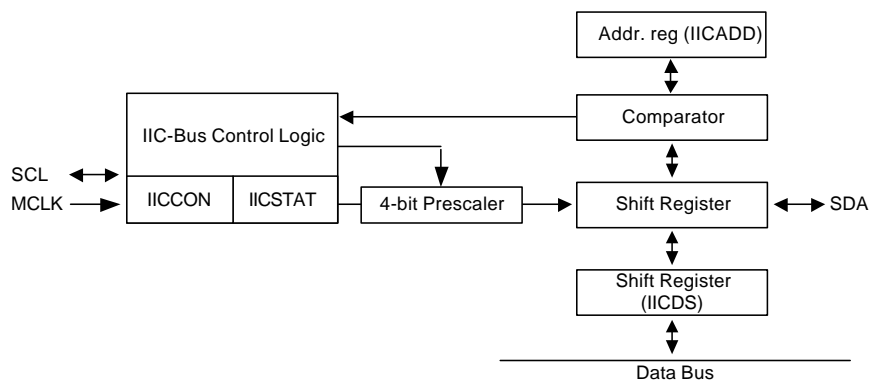 Addr. reg (IICADD)
Comparator
IIC-Bus Control Logic
SCL
MCLK
IICCON
IICSTAT
4-bit Prescaler
Shift Register
SDA
Shift Register
(IICDS)
Data Bus